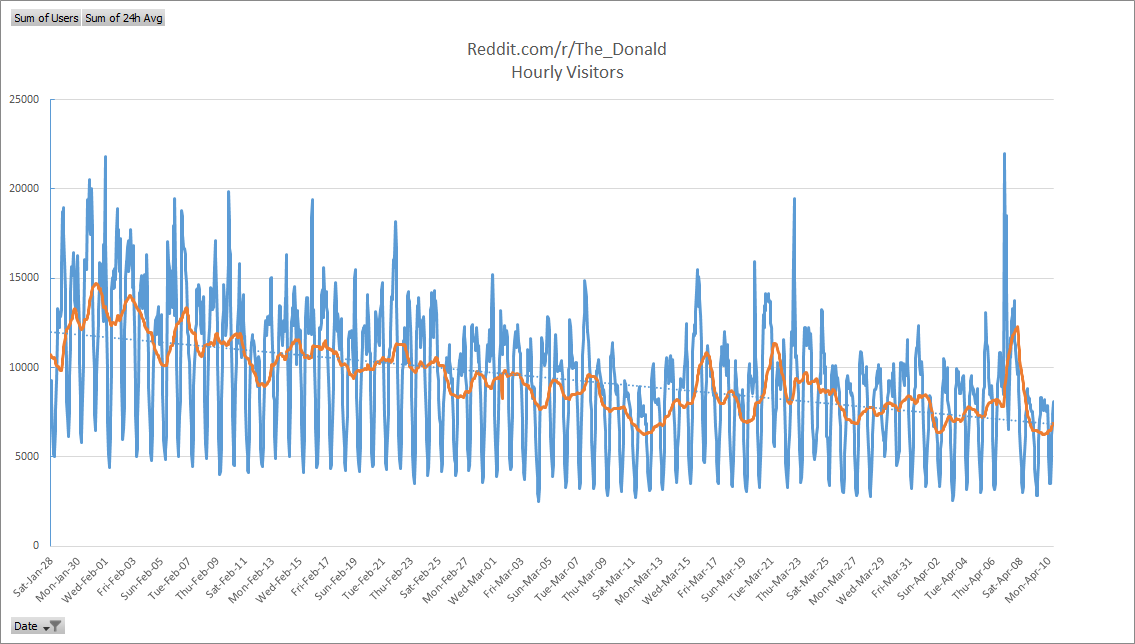 Sum of Users Sum of 24h Avg
Reddit.com/r/The_Donald
Hourly Visitors
25000
20000
15000
10000
5000
0
Sat-Jan-28
Mon-Jan-30
Wed-Feb-01
Fri-Feb-03
Sun-Feb-05
Tue-Feb-07
Thu-Feb-09
Sat-Feb-11
Mon-Feb-13
Wed-Feb-15
Fri-Feb-17
Sun-Feb-19
Tue-Feb-21
Thu-Feb-23
Sat-Feb-25
Mon-Feb-27
Wed-Mar-01
Fri-Mar-03
Sun-Mar-05
Tue-Mar-07
Thu-Mar-09
Sat-Mar-11
Mon-Mar-13
Wed-Mar-15
Fri-Mar-17
Sun-Mar-19
Tue-Mar-21
Thu-Mar-23
Sat-Mar-25
Mon-Mar-27
Wed-Mar-29
Fri-Mar-31
Sun-Apr-02
Tue-Apr-04
Thu-Apr-06
Sat-Apr-08
Mon-Apr-10
Date